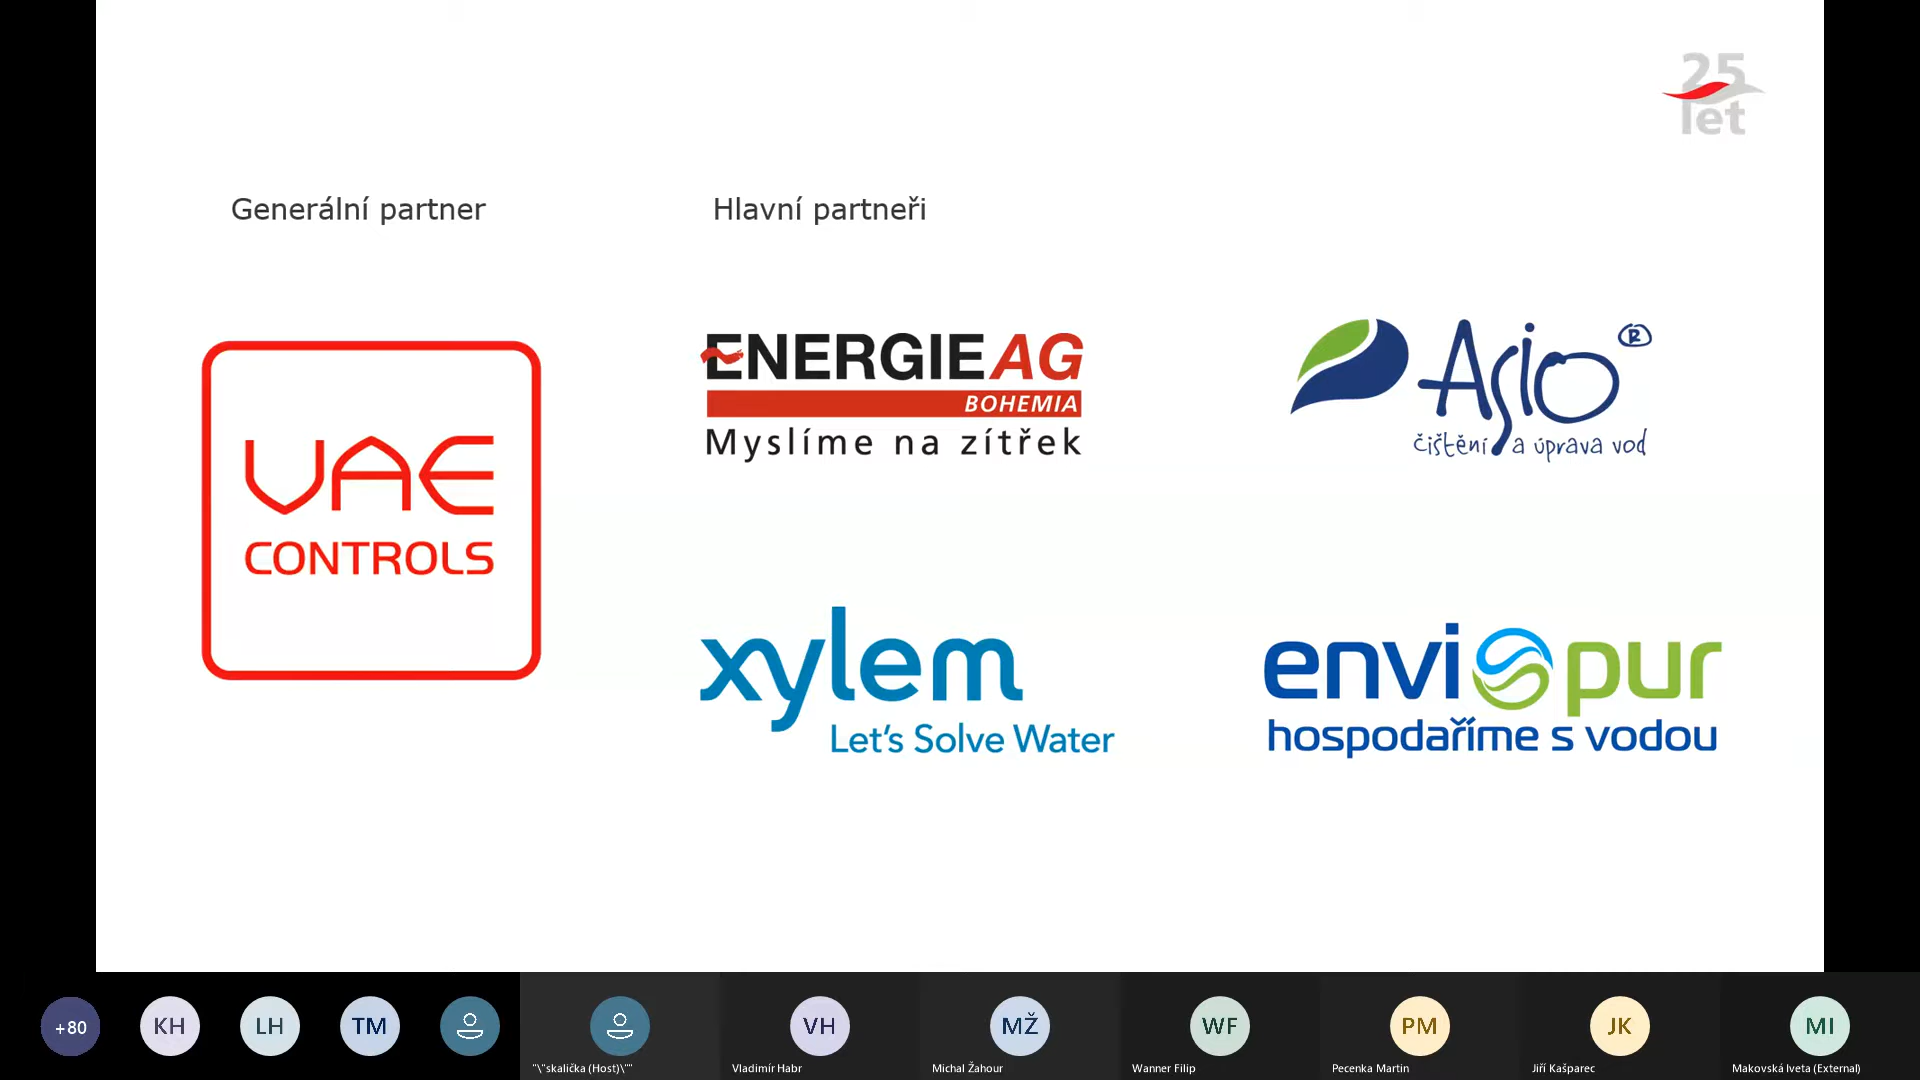 25
let
Generální partner
Hlavní partneři
ENERGIEAG
BOHEMIA
Myslíme na zítřek
Asio ®
čištění a úprava vod
VAE
CONTROLS
xylem
Let's Solve Water
envi pur
hospodaříme s vodou
+80
KH
LH
TM
VH
MŽ
WF
PM
JK
MI
"\"skalička (Host)\""
Vladimír Habr
Michal Žahour
Wanner Filip
Pecenka Martin
Jiří Kašparec
Makovská Iveta (External)